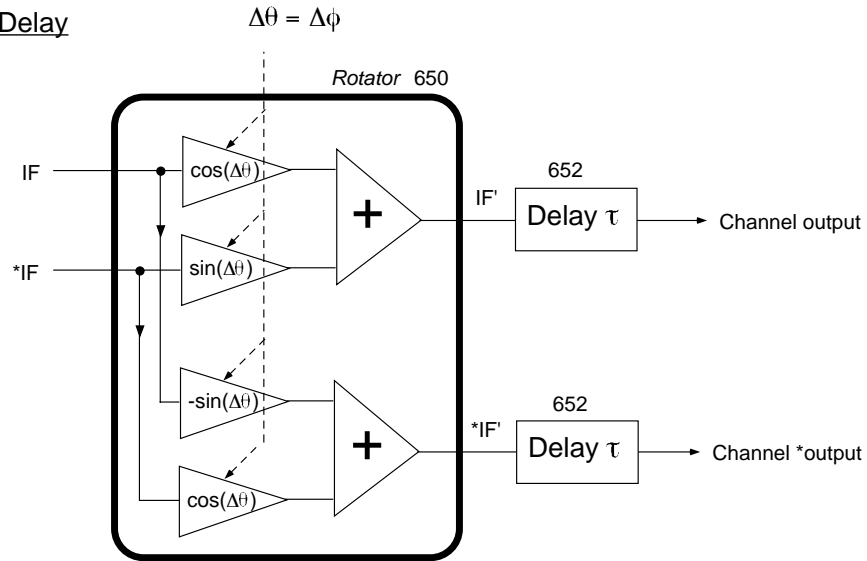 Delay
Δθ = Δϕ
Rotator 650
IF
cos(Δθ)
+
IF'
652
Delay τ
Channel output
*IF
sin(Δθ)
-sin(Δθ)
+
*IF'
652
Delay τ
Channel *output
cos(Δθ)